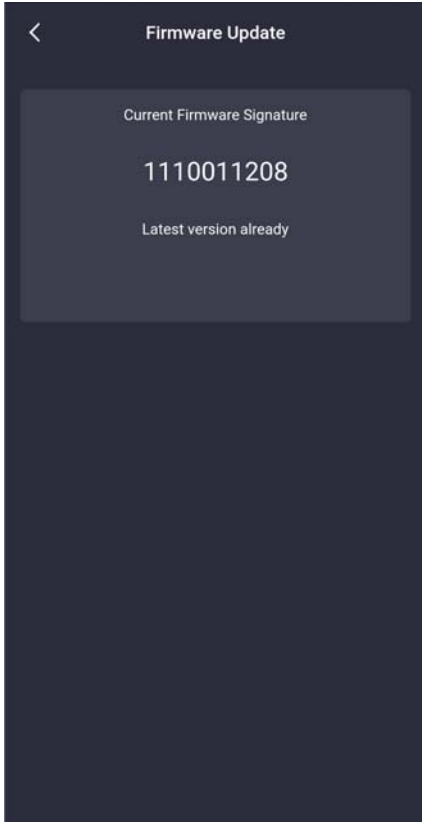 Firmware Update
Current Firmware Signature
1110011208
Latest version already